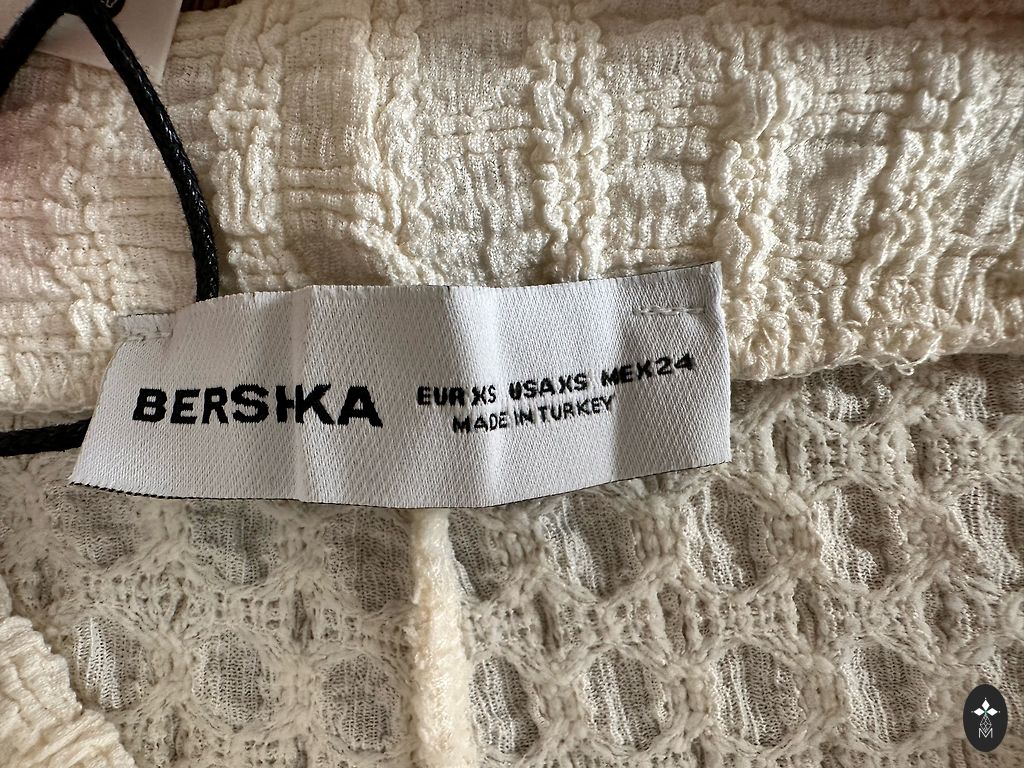 BERSHKA
EUR XS USA XS MEX 24
MADE IN TURKEY